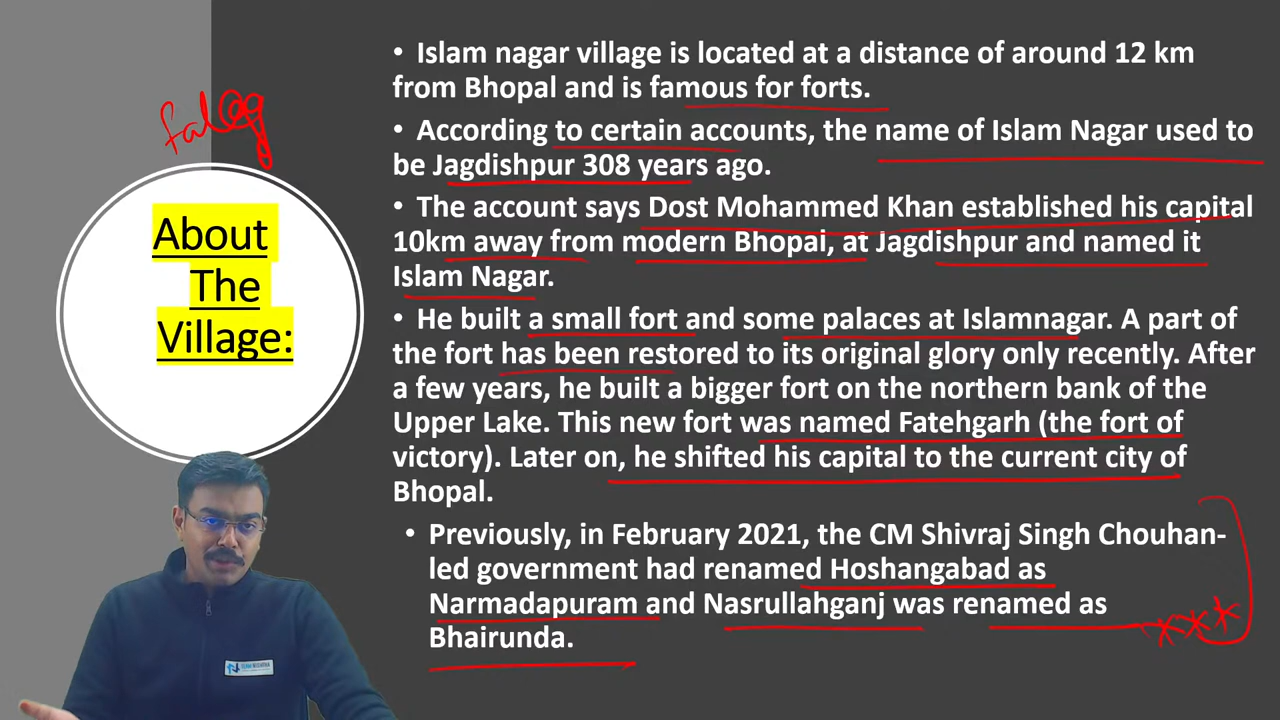 About
The
Village:
• Islam nagar village is located at a distance of around 12 km
from Bhopal and is famous for forts.
• According to certain accounts, the name of Islam Nagar used to
be Jagdishpur 308 years ago.
• The account says Dost Mohammed Khan established his capital
10km away from modern Bhopai, at Jagdishpur and named it
Islam Nagar.
• He built a small fort and some palaces at Islamnagar. A part of
the fort has been restored to its original glory only recently. After
a few years, he built a bigger fort on the northern bank of the
Upper Lake. This new fort was named Fatehgarh (the fort of
victory). Later on, he shifted his capital to the current city of
Bhopal.
• Previously, in February 2021, the CM Shivraj Singh Chouhan-
led government had renamed Hoshangabad as
Narmadapuram and Nasrullahganj was renamed as
Bhairunda.